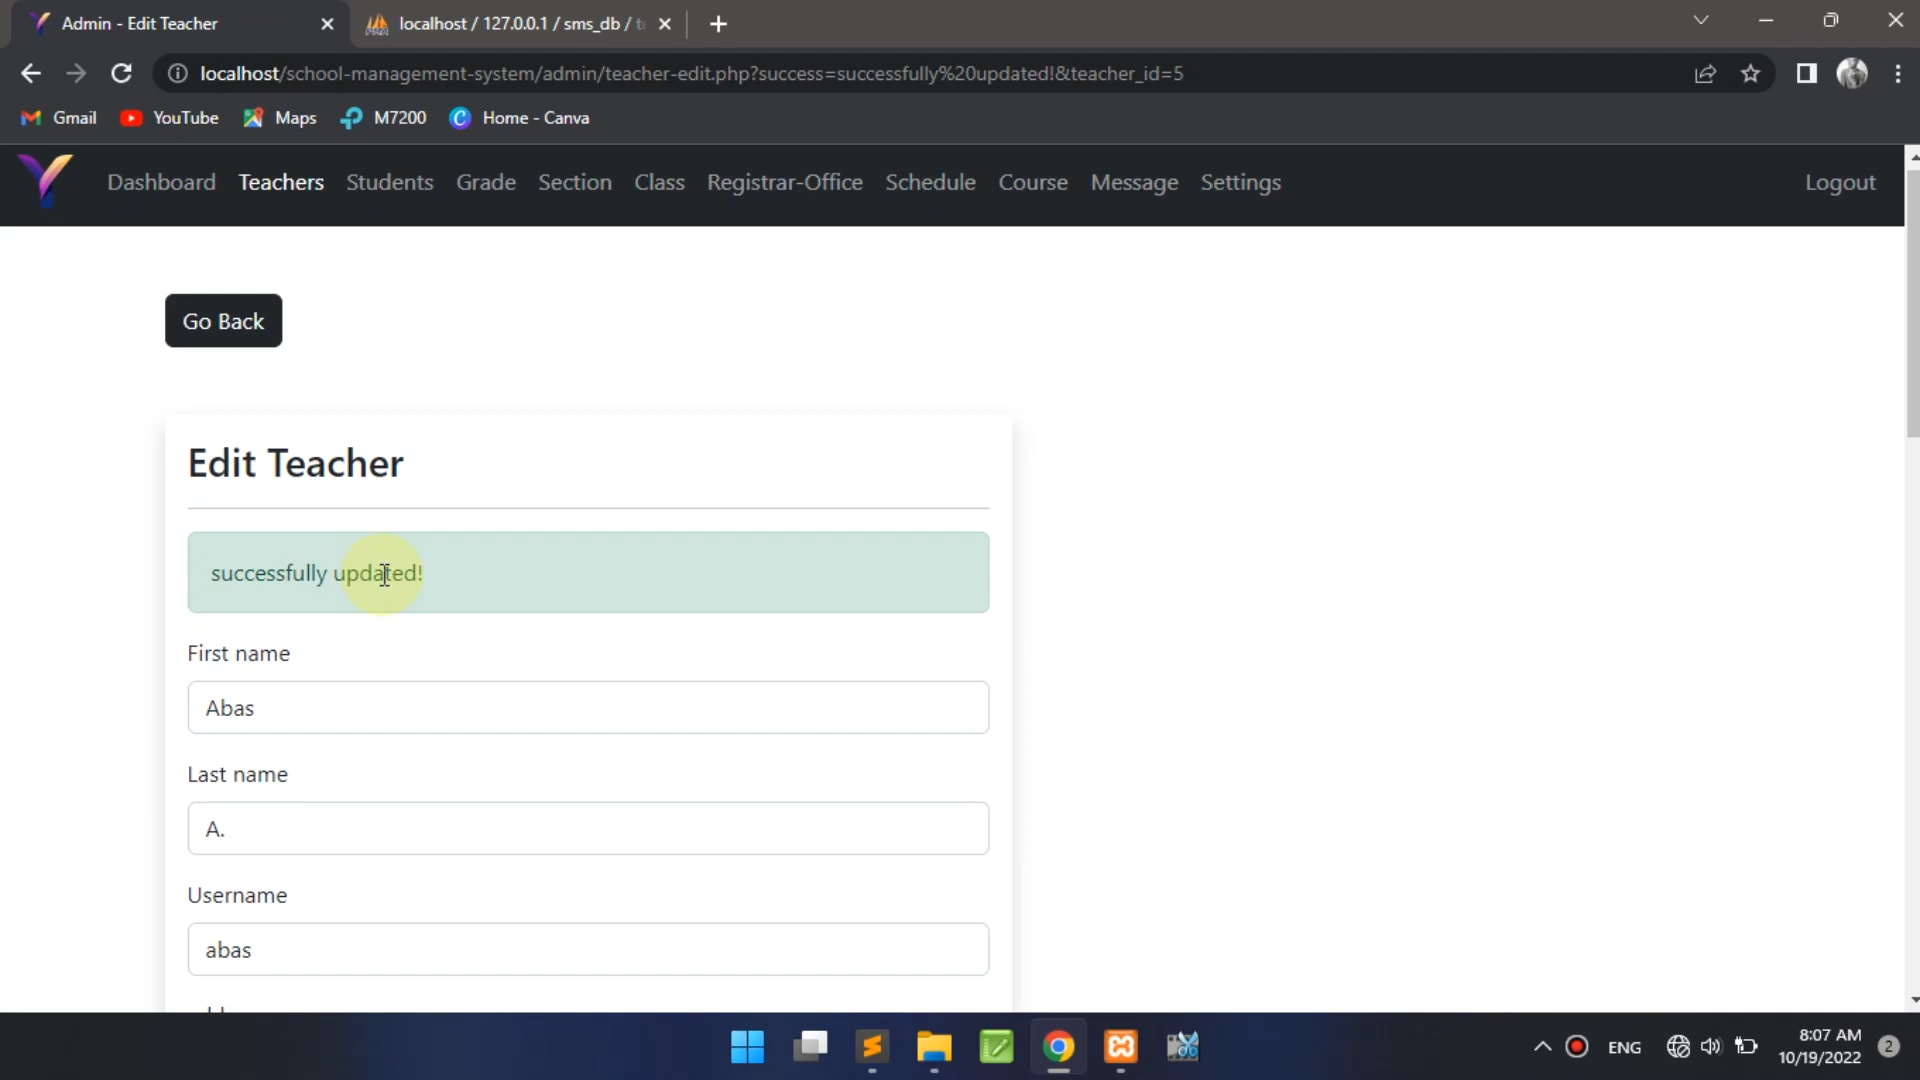 Admin - Edit Teacher
localhost / 127.0.0.1 / sms_db /
localhost/school-management-system/admin/teacher-edit.php?success=successfully%20updated!&teacher_id=5
Gmail YouTube Maps M7200 Home - Canva
Dashboard Teachers Students Grade Section Class Registrar-Office Schedule Course Message Settings Logout
Go Back
Edit Teacher
successfully updated!
First name
Abas
Last name
A.
Username
abas
ENG
8:07 AM
10/19/2022
2